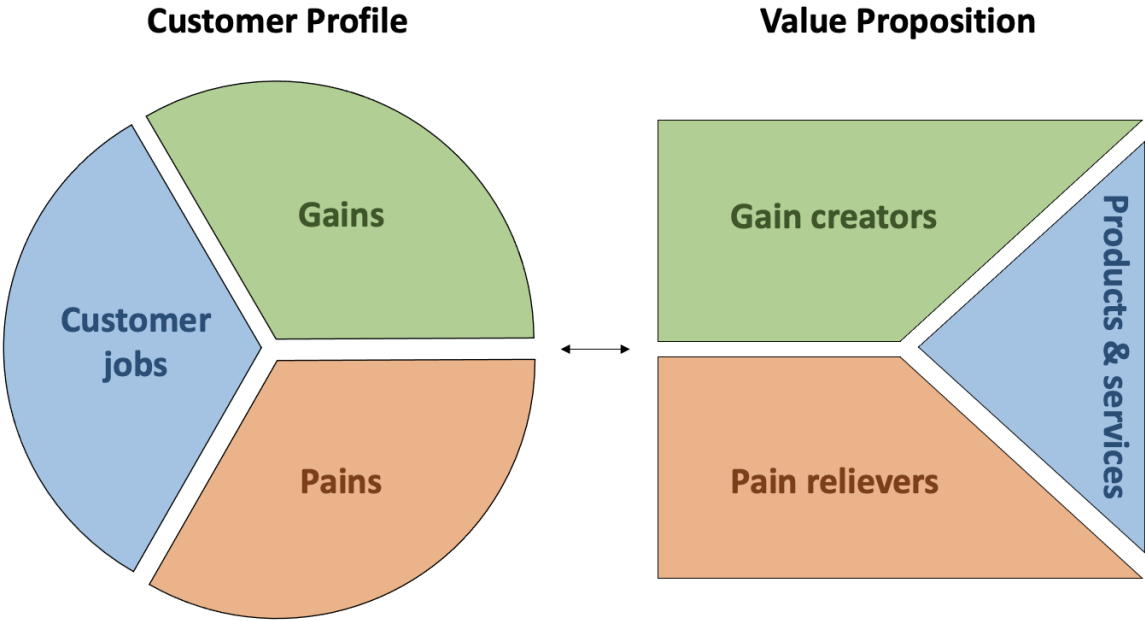 Customer Profile
Value Proposition
Gains
Customer
jobs
Pains
Gain creators
Products & services
Pain relievers